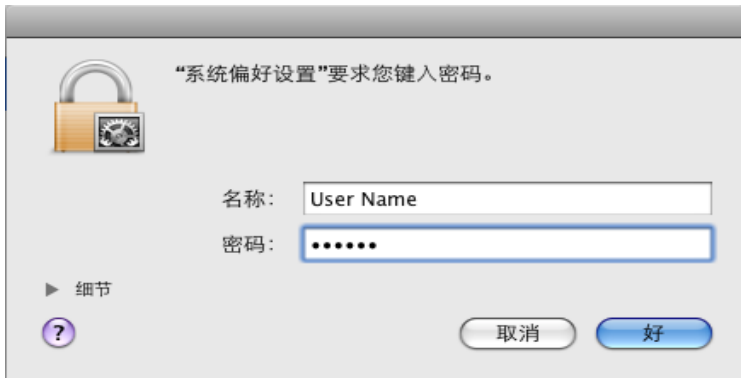 “系统偏好设置”要求您键入密码。
名称: User Name
密码: ••••••
▶ 细节
?
取消 好